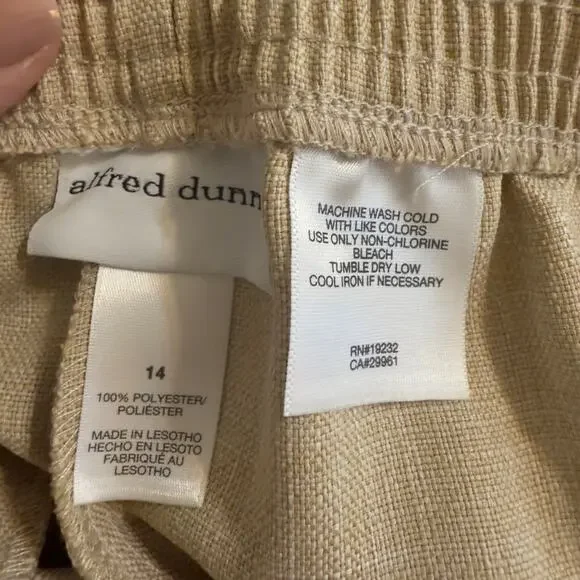 alfred dunn
14
100% POLYESTER/
POLIÉSTER
MADE IN LESOTHO
HECHO EN LESOTO
FABRIQUÉ AU
LESOTHO
MACHINE WASH COLD
WITH LIKE COLORS
USE ONLY NON-CHLORINE
BLEACH
TUMBLE DRY LOW
COOL IRON IF NECESSARY
RN#19232
CA#29961